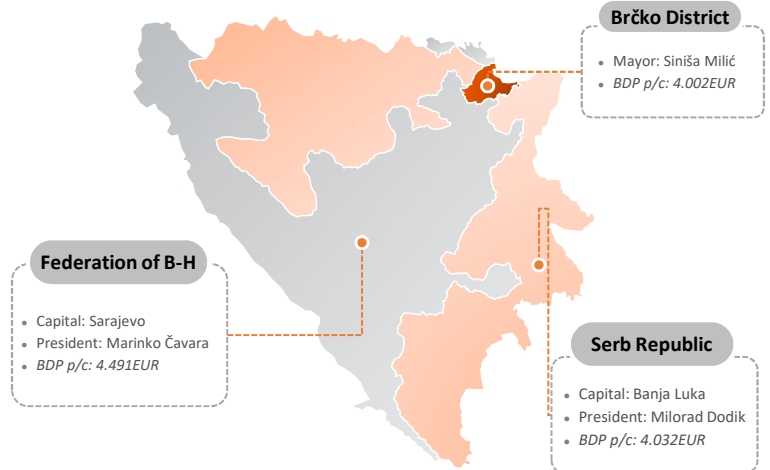 Brčko District
• Mayor: Siniša Milić
• BDP p/c: 4.002EUR
Federation of B-H
• Capital: Sarajevo
• President: Marinko Čavara
• BDP p/c: 4.491EUR
Serb Republic
• Capital: Banja Luka
• President: Milorad Dodik
• BDP p/c: 4.032EUR